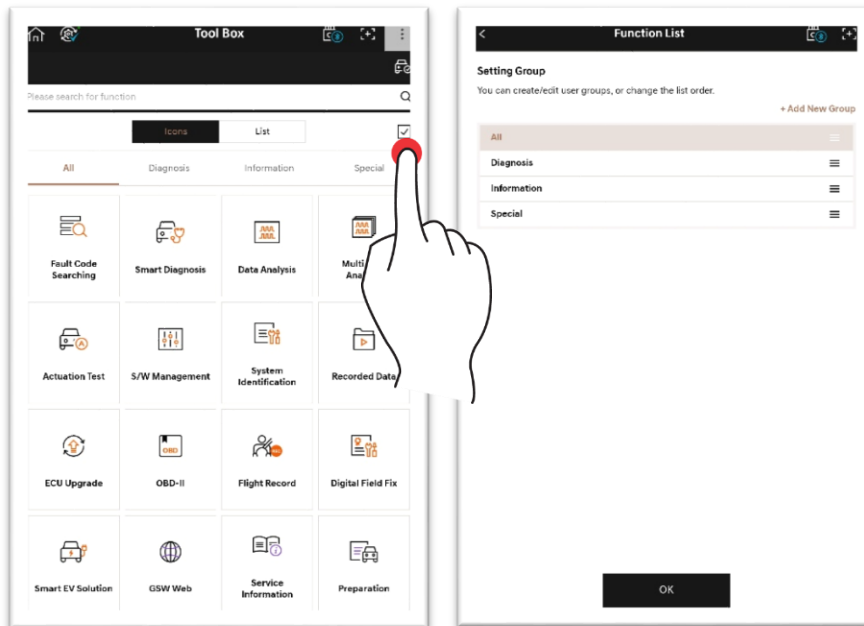 Tool Box
Please search for function
Icons
List
All
Diagnosis
Information
Special
Fault Code
Searching
Smart Diagnosis
Data Analysis
Multi
Ana
Actuation Test
S/W Management
System
Identification
Recorded Data
ECU Upgrade
OBD
OBD-II
Flight Record
Digital Field Fix
Smart EV Solution
GSW Web
Service
Information
Preparation
Function List
Setting Group
You can create/edit user groups, or change the list order.
+ Add New Group
All
Diagnosis
Information
Special
OK